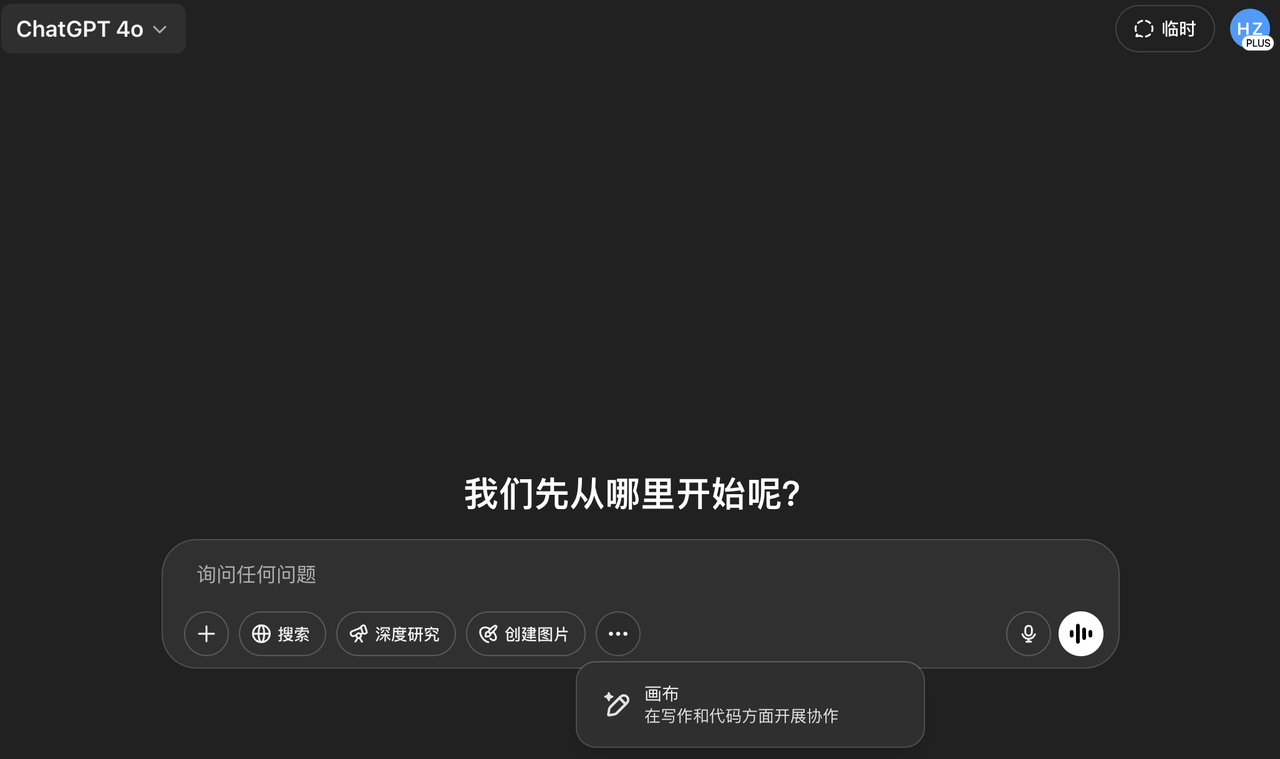 ChatGPT 4o
临时
HZ
PLUS
我们先从哪里开始呢?
询问任何问题
搜索
深度研究
创建图片
画布
在写作和代码方面开展协作